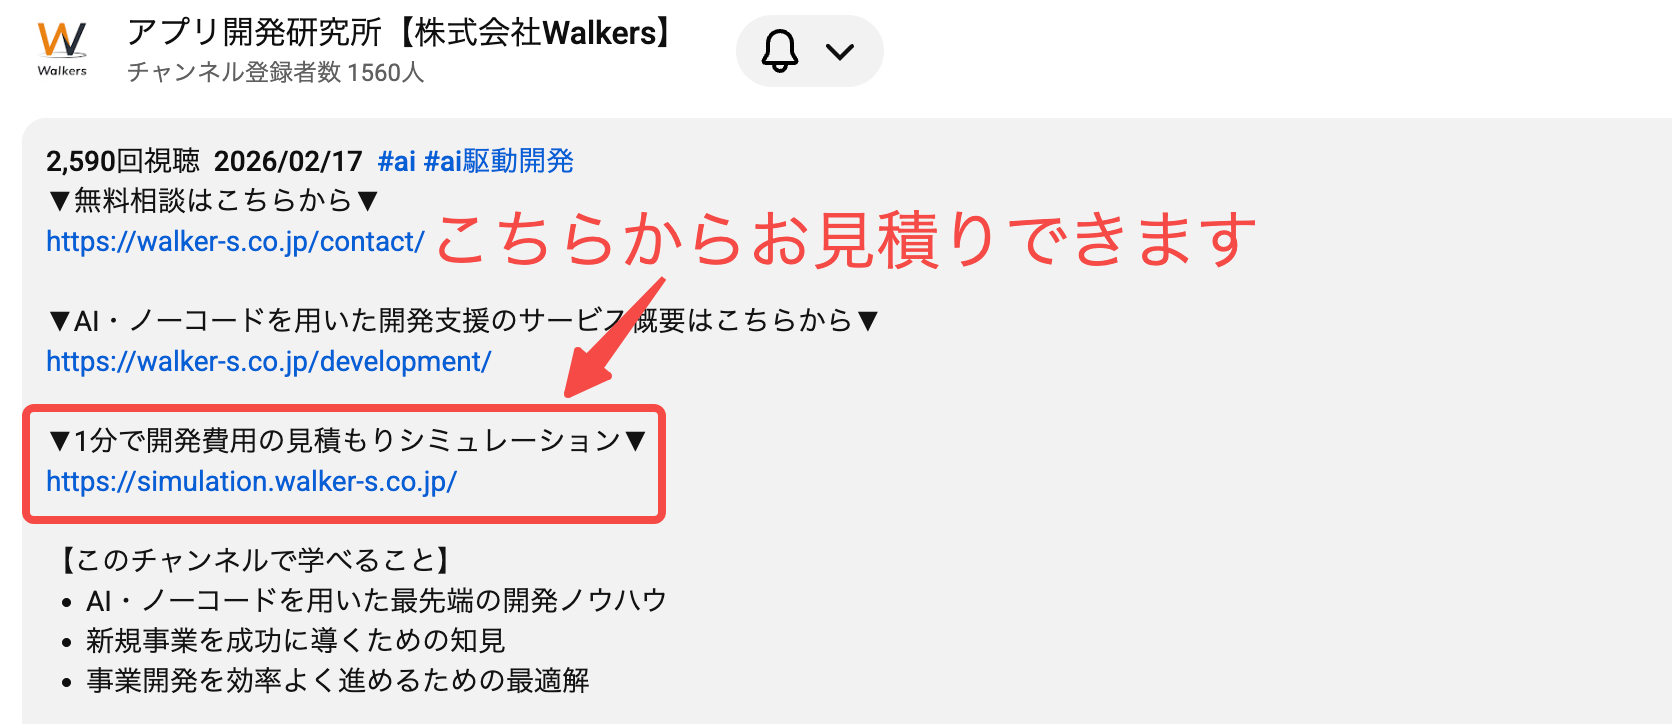 アプリ開発研究所【株式会社Walkers】
Walkers
チャンネル登録者数 1560人
2,590回視聴 2026/02/17 #ai #ai駆動開発
▼無料相談はこちらから▼
https://walker-s.co.jp/contact/
こちらからお見積りできます
▼AI・ノーコードを用いた開発支援のサービス概要はこちらから▼
https://walker-s.co.jp/development/
▼1分で開発費用の見積もりシミュレーション▼
https://simulation.walker-s.co.jp/
【このチャンネルで学べること】
• AI・ノーコードを用いた最先端の開発ノウハウ
• 新規事業を成功に導くための知見
• 事業開発を効率よく進めるための最適解